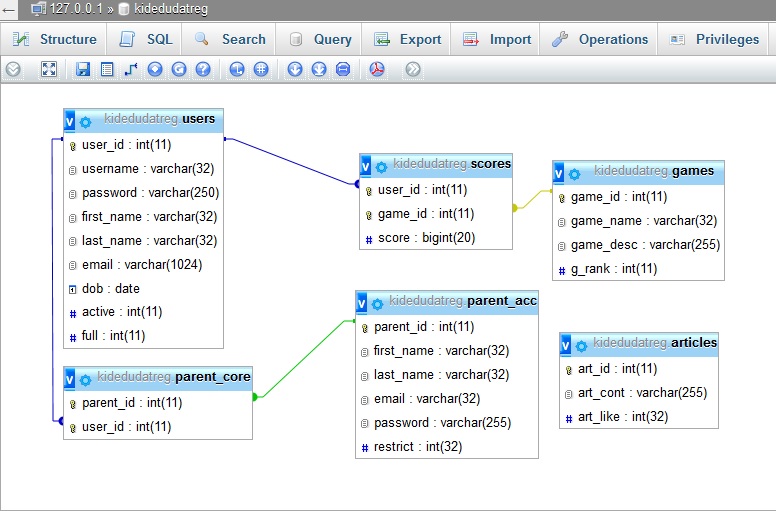 127.0.0.1 » kidedudatreg
Structure SQL Search Query Export Import Operations Privileges
kidedudatreg users
user_id : int(11)
username : varchar(32)
password : varchar(250)
first_name : varchar(32)
last_name : varchar(32)
email : varchar(1024)
dob : date
active : int(11)
full : int(11)
kidedudatreg scores
user_id : int(11)
game_id : int(11)
score : bigint(20)
kidedudatreg games
game_id : int(11)
game_name : varchar(32)
game_desc : varchar(255)
g_rank : int(11)
kidedudatreg parent_core
parent_id : int(11)
user_id : int(11)
kidedudatreg parent_acc
parent_id : int(11)
first_name : varchar(32)
last_name : varchar(32)
email : varchar(32)
password : varchar(255)
restrict : int(32)
kidedudatreg articles
art_id : int(11)
art_cont : varchar(255)
art_like : int(32)